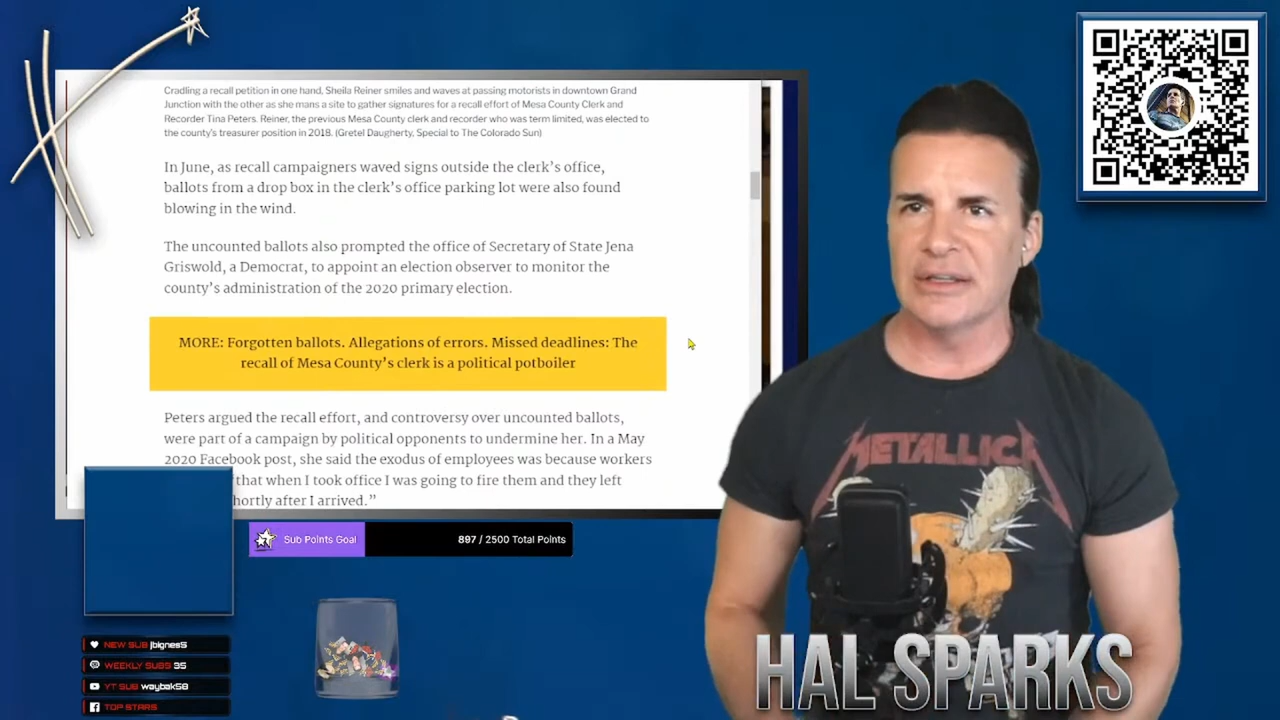 Cradling a recall petition in one hand, Sheila Reiner smiles and waves at passing motorists in downtown Grand
Junction with the other as she mans a site to gather signatures for a recall effort of Mesa County Clerk and
Recorder Tina Peters. Reiner, the previous Mesa County clerk and recorder who was term limited, was elected to
the county's treasurer position in 2018. (Gretel Daugherty, Special to The Colorado Sun)
In June, as recall campaigners waved signs outside the clerk's office,
ballots from a drop box in the clerk's office parking lot were also found
blowing in the wind.
The uncounted ballots also prompted the office of Secretary of State Jena
Griswold, a Democrat, to appoint an election observer to monitor the
county's administration of the 2020 primary election.
MORE: Forgotten ballots. Allegations of errors. Missed deadlines: The
recall of Mesa County's clerk is a political potboiler
Peters argued the recall effort, and controversy over uncounted ballots,
were part of a campaign by political opponents to undermine her. In a May
2020 Facebook post, she said the exodus of employees was because workers
that when I took office I was going to fire them and they left
hortly after I arrived."
Sub Points Goal 897 / 2500 Total Points
NEW SUB jbignes5
WEEKLY SUBS 35
YT SUB waybak58
TOP STARS
METALLICA
HAL SPARKS